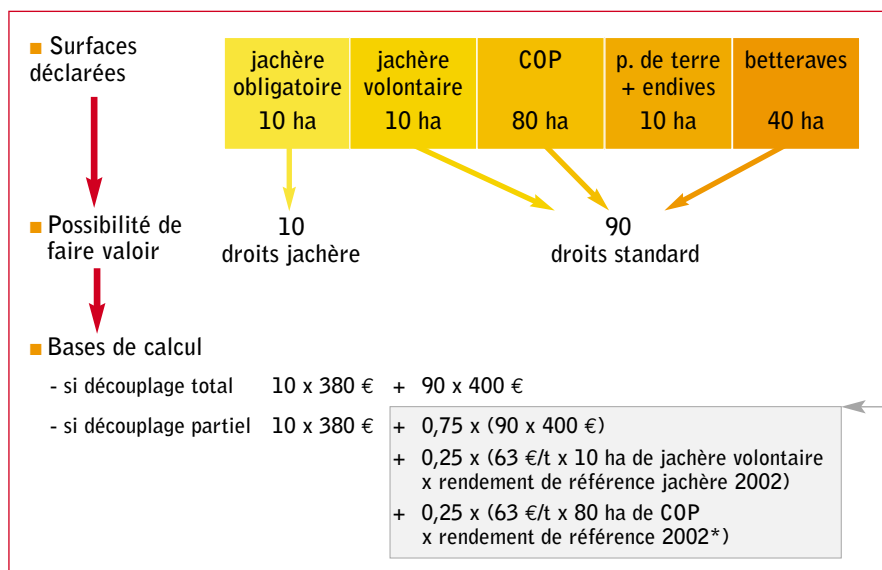 ■ Surfaces
déclarées
jachère
obligatoire
10 ha
jachère
volontaire
10 ha
COP
80 ha
p. de terre
+ endives
10 ha
betteraves
40 ha
■ Possibilité de
faire valoir
10
droits jachère
90
droits standard
■ Bases de calcul
- si découplage total 10 x 380 € + 90 x 400 €
- si découplage partiel 10 x 380 € + 0,75 x (90 x 400 €)
+ 0,25 x (63 €/t x 10 ha de jachère volontaire
x rendement de référence jachère 2002)
+ 0,25 x (63 €/t x 80 ha de COP
x rendement de référence 2002*)